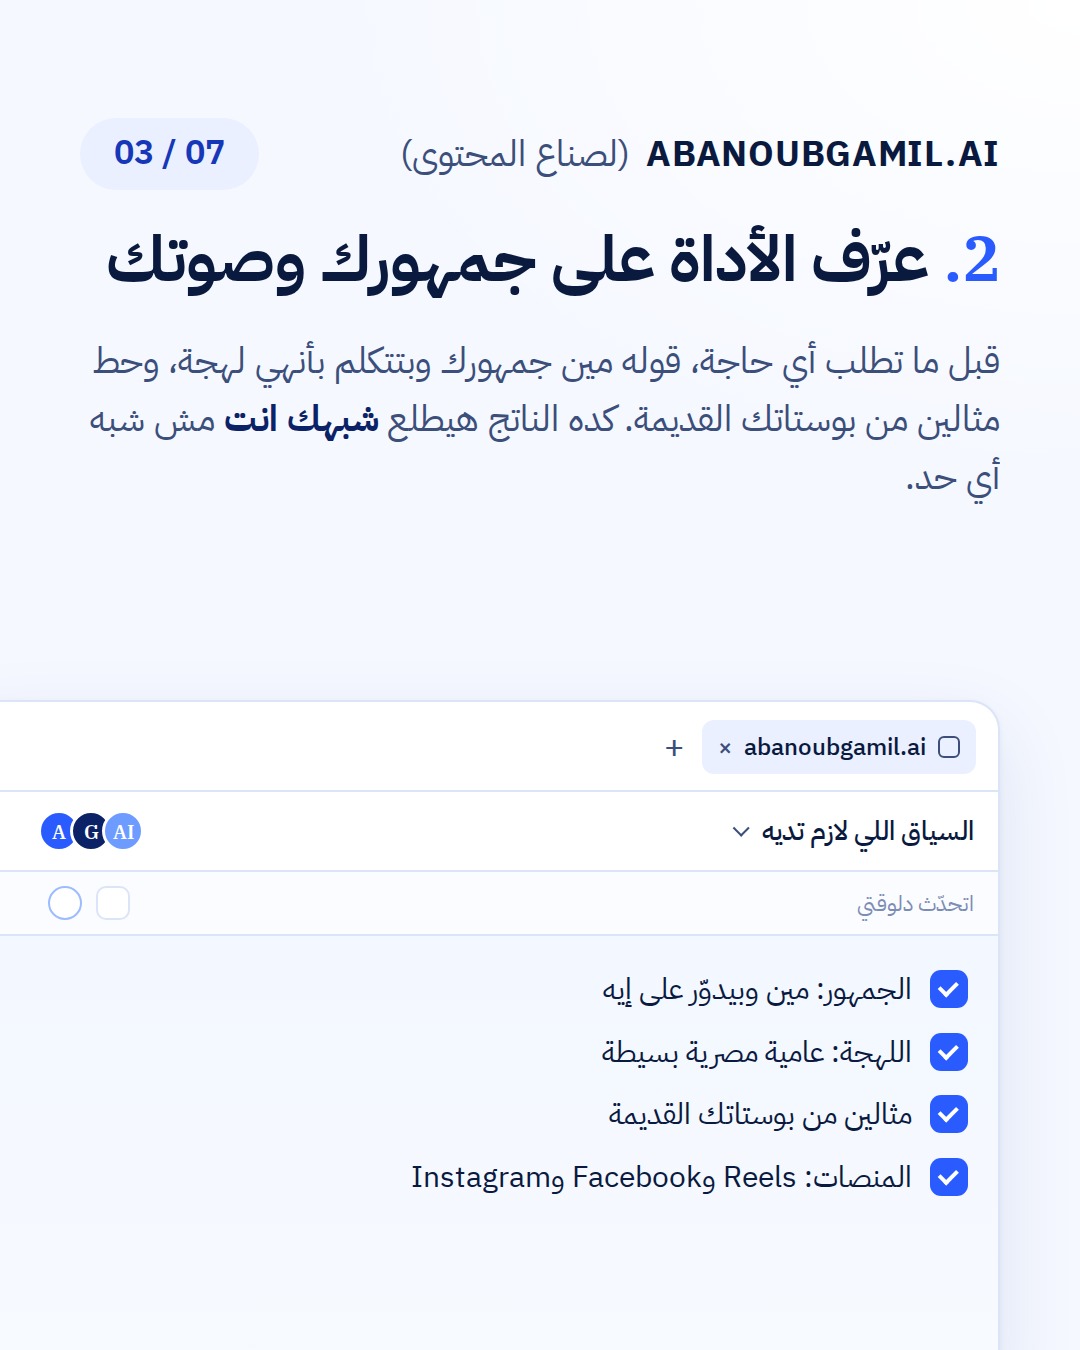 ABANOUBGAMIL.AI (لصناع المحتوى)
03 / 07
2. عرّف الأداة على جمهورك وصوتك
قبل ما تطلب أي حاجة، قوله مين جمهورك وبتتكلم بأنهي لهجة، وحط
مثالين من بوستاتك القديمة. كده الناتج هيطلع شبهك انت مش شبه
أي حد.
abanoubgamil.ai × +
السياق اللي لازم تديه
AI G A
اتحدّث دلوقتي
الجمهور: مين وبيدوّر على إيه
اللهجة: عامية مصرية بسيطة
مثالين من بوستاتك القديمة
المنصات: Reels وFacebook وInstagram